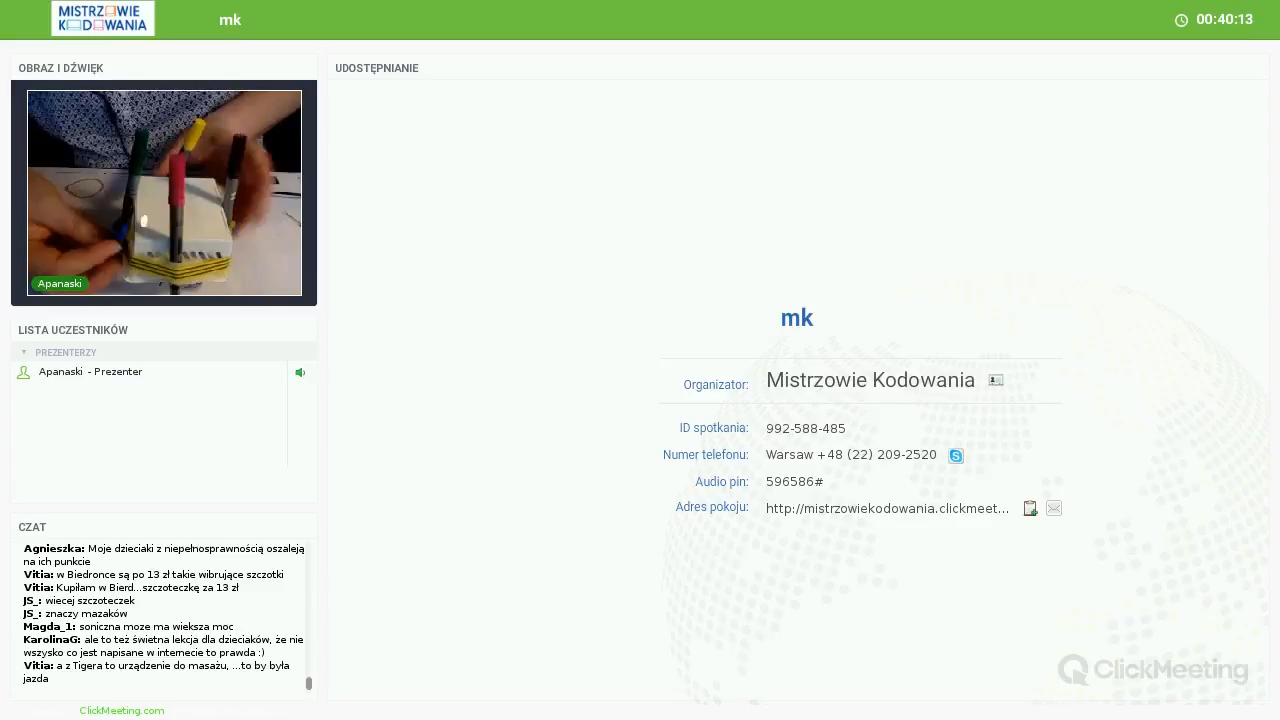 MISTRZOWIE
KODOWANIA
mk
00:40:13
OBRAZ I DŹWIĘK
UDOSTĘPNIANIE
Apanaski
LISTA UCZESTNIKÓW
PREZENTERZY
Apanaski - Prezenter
mk
Organizator: Mistrzowie Kodowania
ID spotkania: 992-588-485
Numer telefonu: Warsaw +48 (22) 209-2520
Audio pin: 596586#
Adres pokoju: http://mistrzowiekodowania.clickmeet...
CZAT
Agnieszka: Moje dzieciaki z niepełnosprawnością oszaleją
na ich punkcie
Vitia: w Biedronce są po 13 zł takie wibrujące szczotki
Vitia: Kupiłam w Bierd...szczoteczkę za 13 zł
JS_: wiecej szczoteczek
JS_: znaczy mazaków
Magda_1: soniczna moze ma wieksza moc
KarolinaG: ale to też świetna lekcja dla dzieciaków, że nie
wszysko co jest napisane w internecie to prawda :)
Vitia: a z Tigera to urządzenie do masażu, ...to by była
jazda
ClickMeeting
ClickMeeting.com